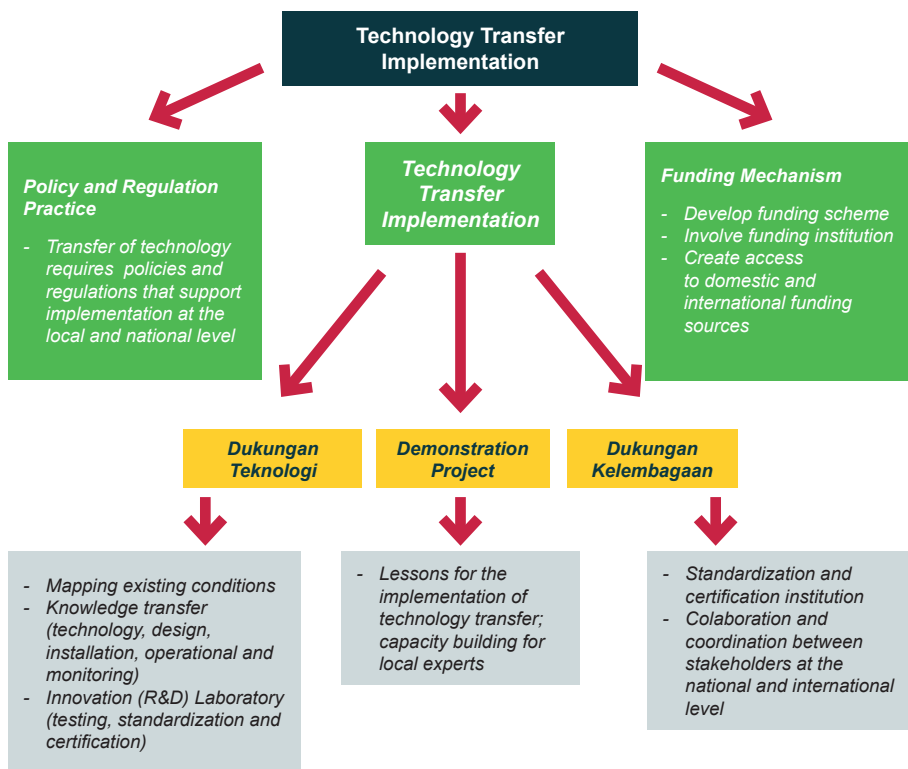 Technology Transfer
Implementation
Policy and Regulation
Practice
- Transfer of technology
requires policies and
regulations that support
implementation at the
local and national level
Technology
Transfer
Implementation
Funding Mechanism
- Develop funding scheme
- Involve funding institution
- Create access
to domestic and
international funding
sources
Dukungan
Teknologi
Demonstration
Project
Dukungan
Kelembagaan
- Mapping existing conditions
- Knowledge transfer
(technology, design,
installation, operational and
monitoring)
- Innovation (R&D) Laboratory
(testing, standardization and
certification)
- Lessons for the
implementation of
technology transfer;
capacity building for
local experts
- Standardization and
certification institution
- Colaboration and
coordination between
stakeholders at the
national and international
level